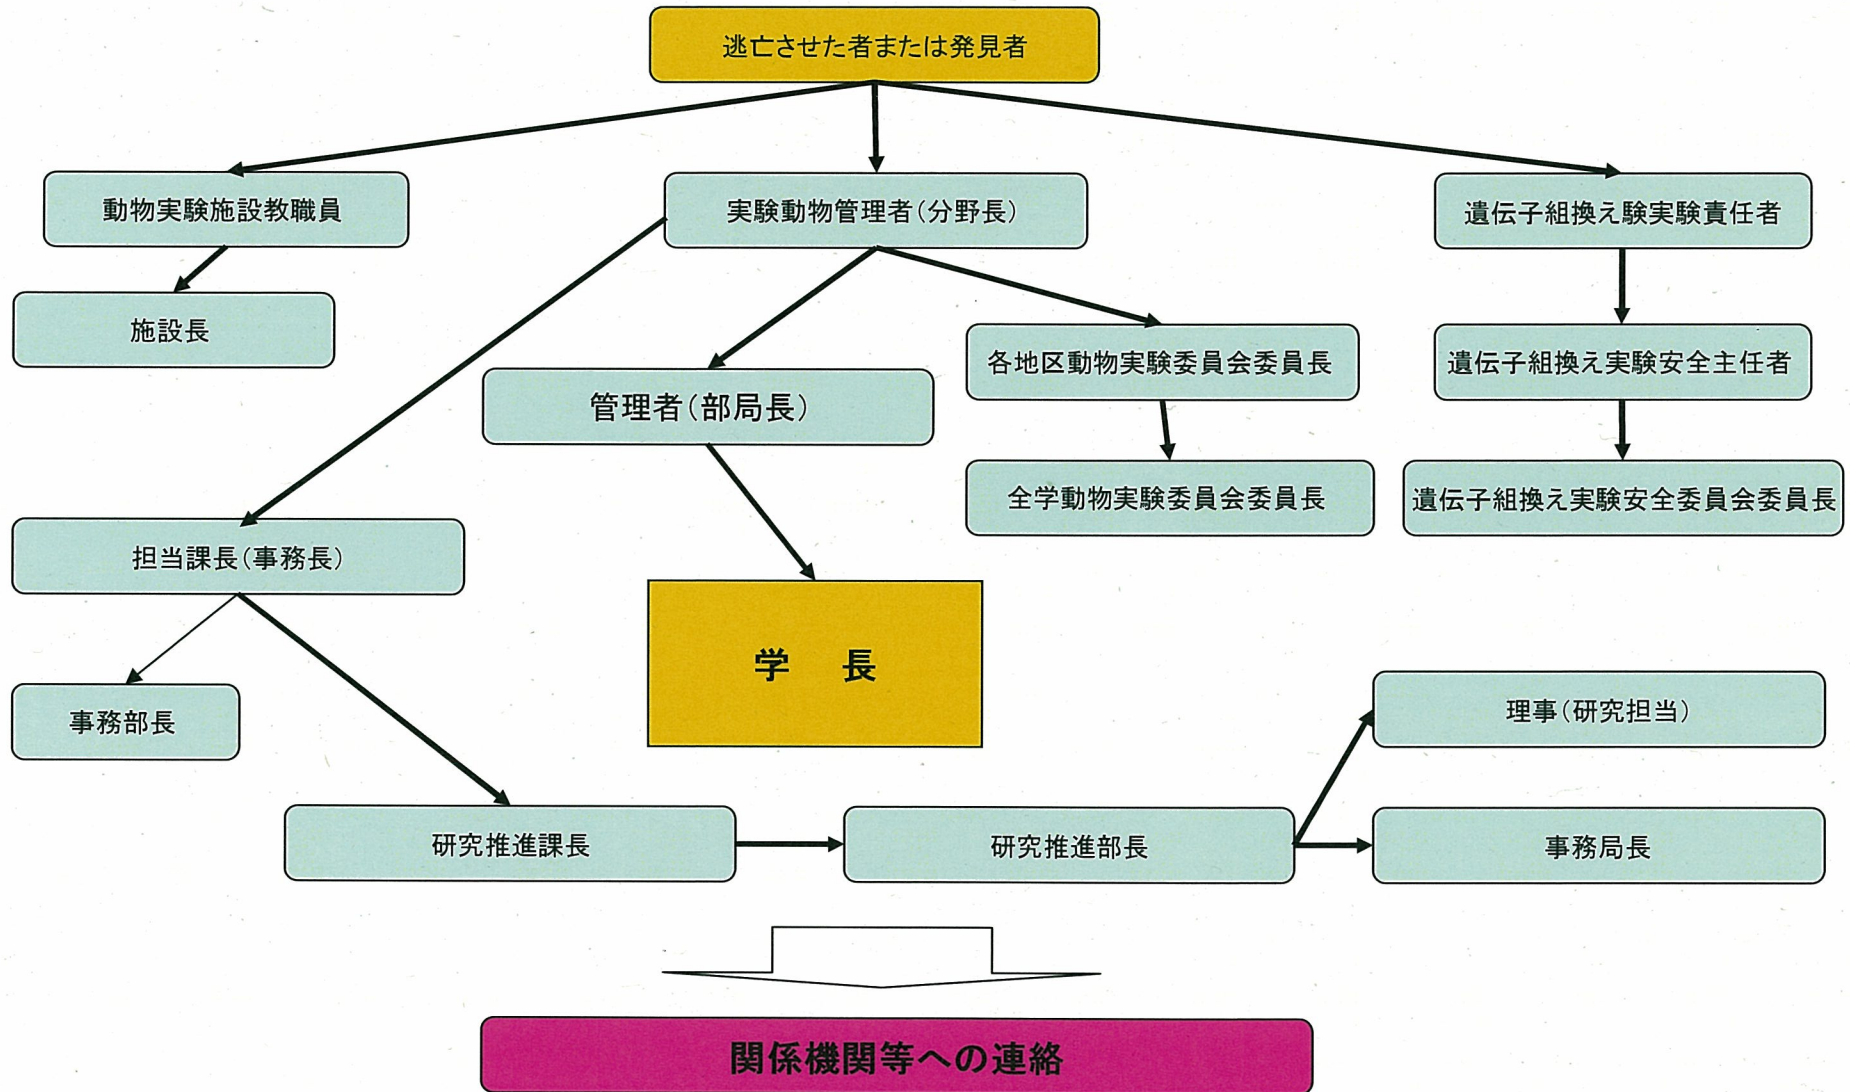 逃亡させた者または発見者
動物実験施設教職員
実験動物管理者（分野長）
遺伝子組換え験実験責任者
施設長
各地区動物実験委員会委員長
遺伝子組換え実験安全主任者
管理者（部局長）
全学動物実験委員会委員長
遺伝子組換え実験安全委員会委員長
担当課長（事務長）
学　長
事務部長
理事（研究担当）
研究推進課長
研究推進部長
事務局長
関係機関等への連絡